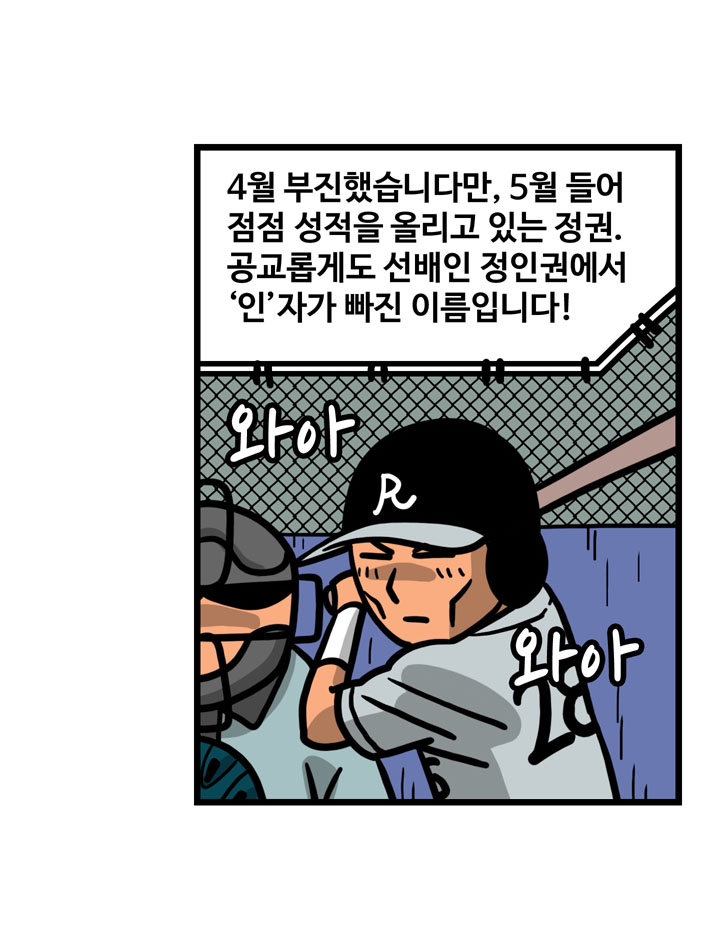 4월 부진했습니다만, 5월 들어
점점 성적을 올리고 있는 정권.
공교롭게도 선배인 정인권에서
‘인’자가 빠진 이름입니다!
와아
R
와아